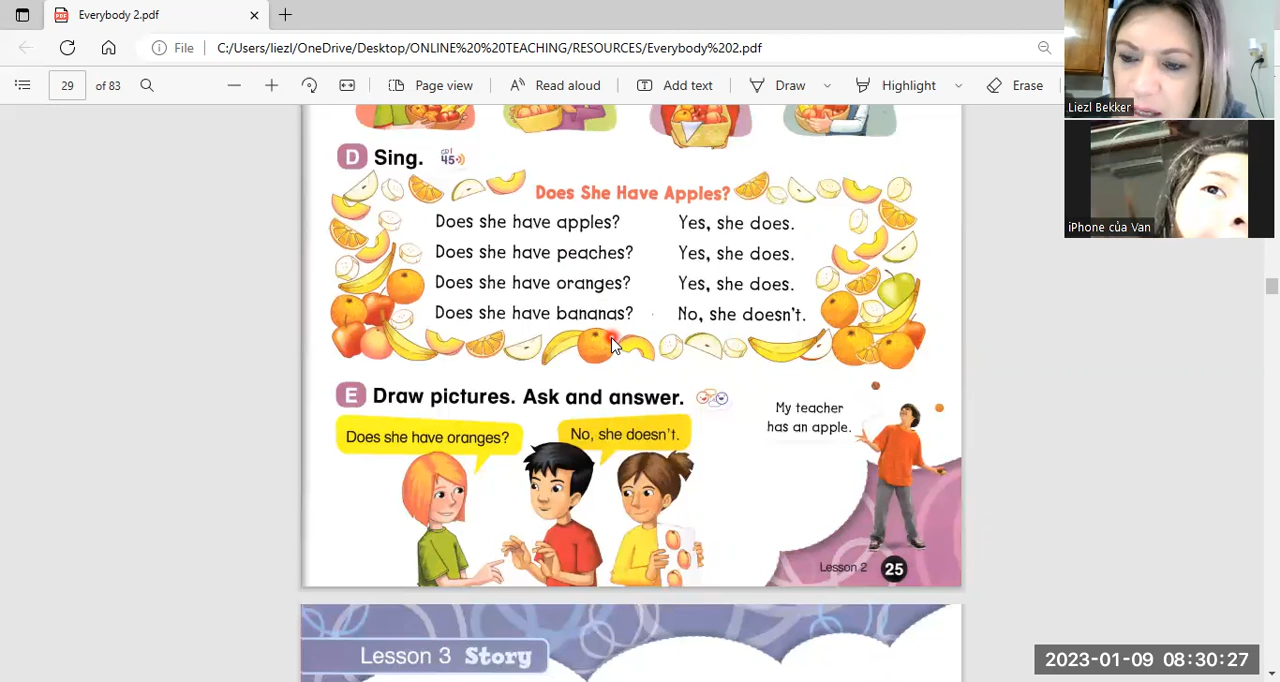 Everybody 2.pdf
File
C:/Users/liezl/OneDrive/Desktop/ONLINE%20%20TEACHING/RESOURCES/Everybody%202.pdf
29 of 83
Page view
Read aloud
Add text
Draw
Highlight
Erase
Liezl Bekker
iPhone của Van
D Sing. CD1 45
Does She Have Apples?
Does she have apples? Yes, she does.
Does she have peaches? Yes, she does.
Does she have oranges? Yes, she does.
Does she have bananas? No, she doesn't.
E Draw pictures. Ask and answer.
Does she have oranges?
No, she doesn't.
My teacher
has an apple.
Lesson 2 25
Lesson 3 Story
2023-01-09 08:30:27